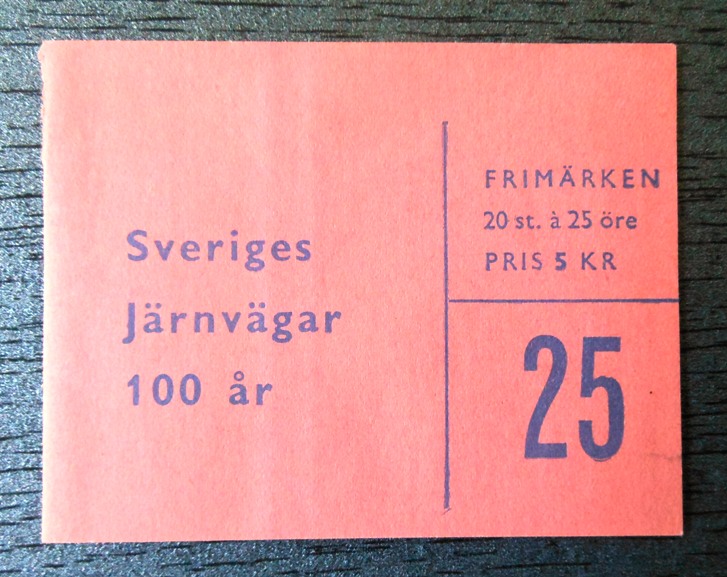 Sveriges
Järnvägar
100 år
FRIMÄRKEN
20 st. à 25 öre
PRIS 5 KR
25